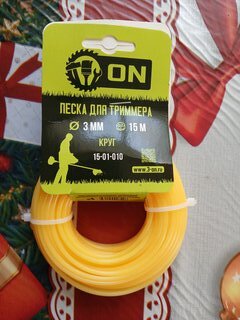 ON
ЛЕСКА ДЛЯ ТРИММЕРА
Ø 3 ММ 15 М
КРУГ
15-01-010
www.3-on.ru